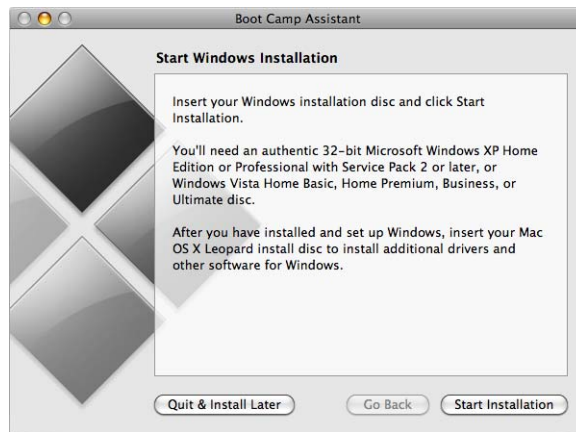 Boot Camp Assistant
Start Windows Installation
Insert your Windows installation disc and click Start
Installation.
You'll need an authentic 32-bit Microsoft Windows XP Home
Edition or Professional with Service Pack 2 or later, or
Windows Vista Home Basic, Home Premium, Business, or
Ultimate disc.
After you have installed and set up Windows, insert your Mac
OS X Leopard install disc to install additional drivers and
other software for Windows.
Quit & Install Later
Go Back
Start Installation